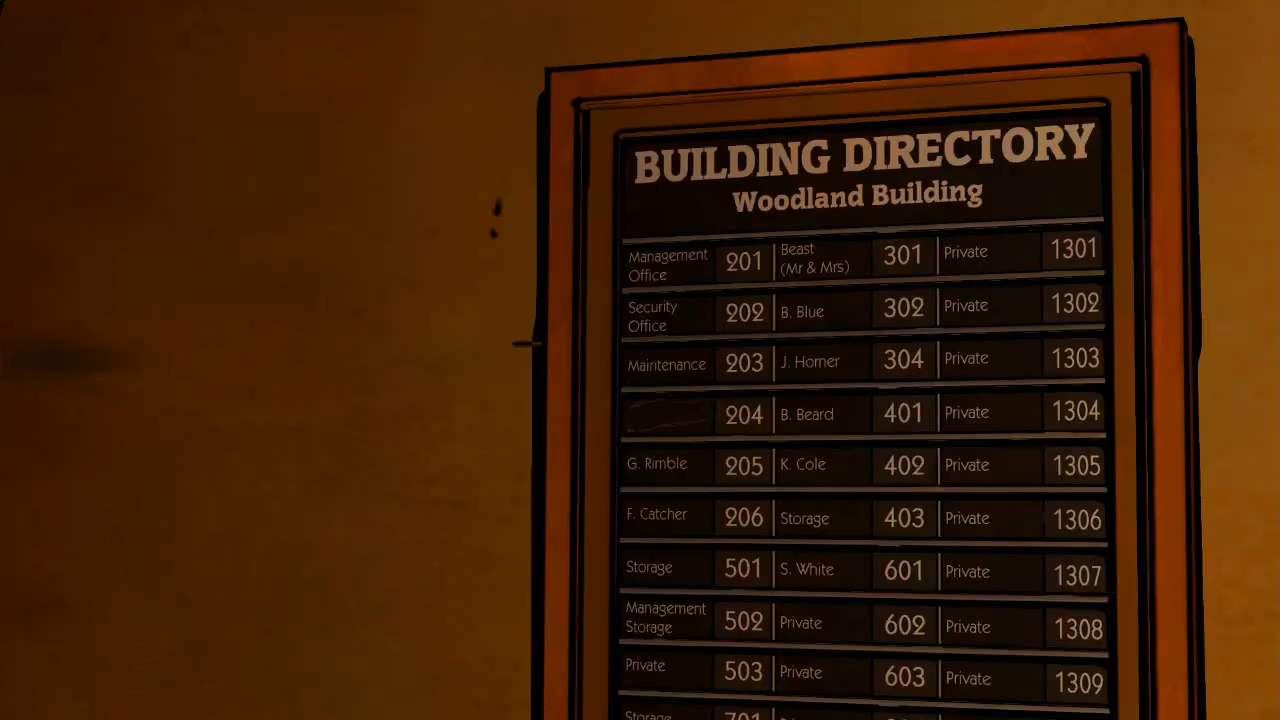 BUILDING DIRECTORY
Woodland Building
Management Office 201 Beast (Mr & Mrs) 301 Private 1301
Security Office 202 B. Blue 302 Private 1302
Maintenance 203 J. Horner 304 Private 1303
204 B. Beard 401 Private 1304
G. Rimble 205 K. Cole 402 Private 1305
F. Catcher 206 Storage 403 Private 1306
Storage 501 S. White 601 Private 1307
Management Storage 502 Private 602 Private 1308
Private 503 Private 603 Private 1309
Storage 701